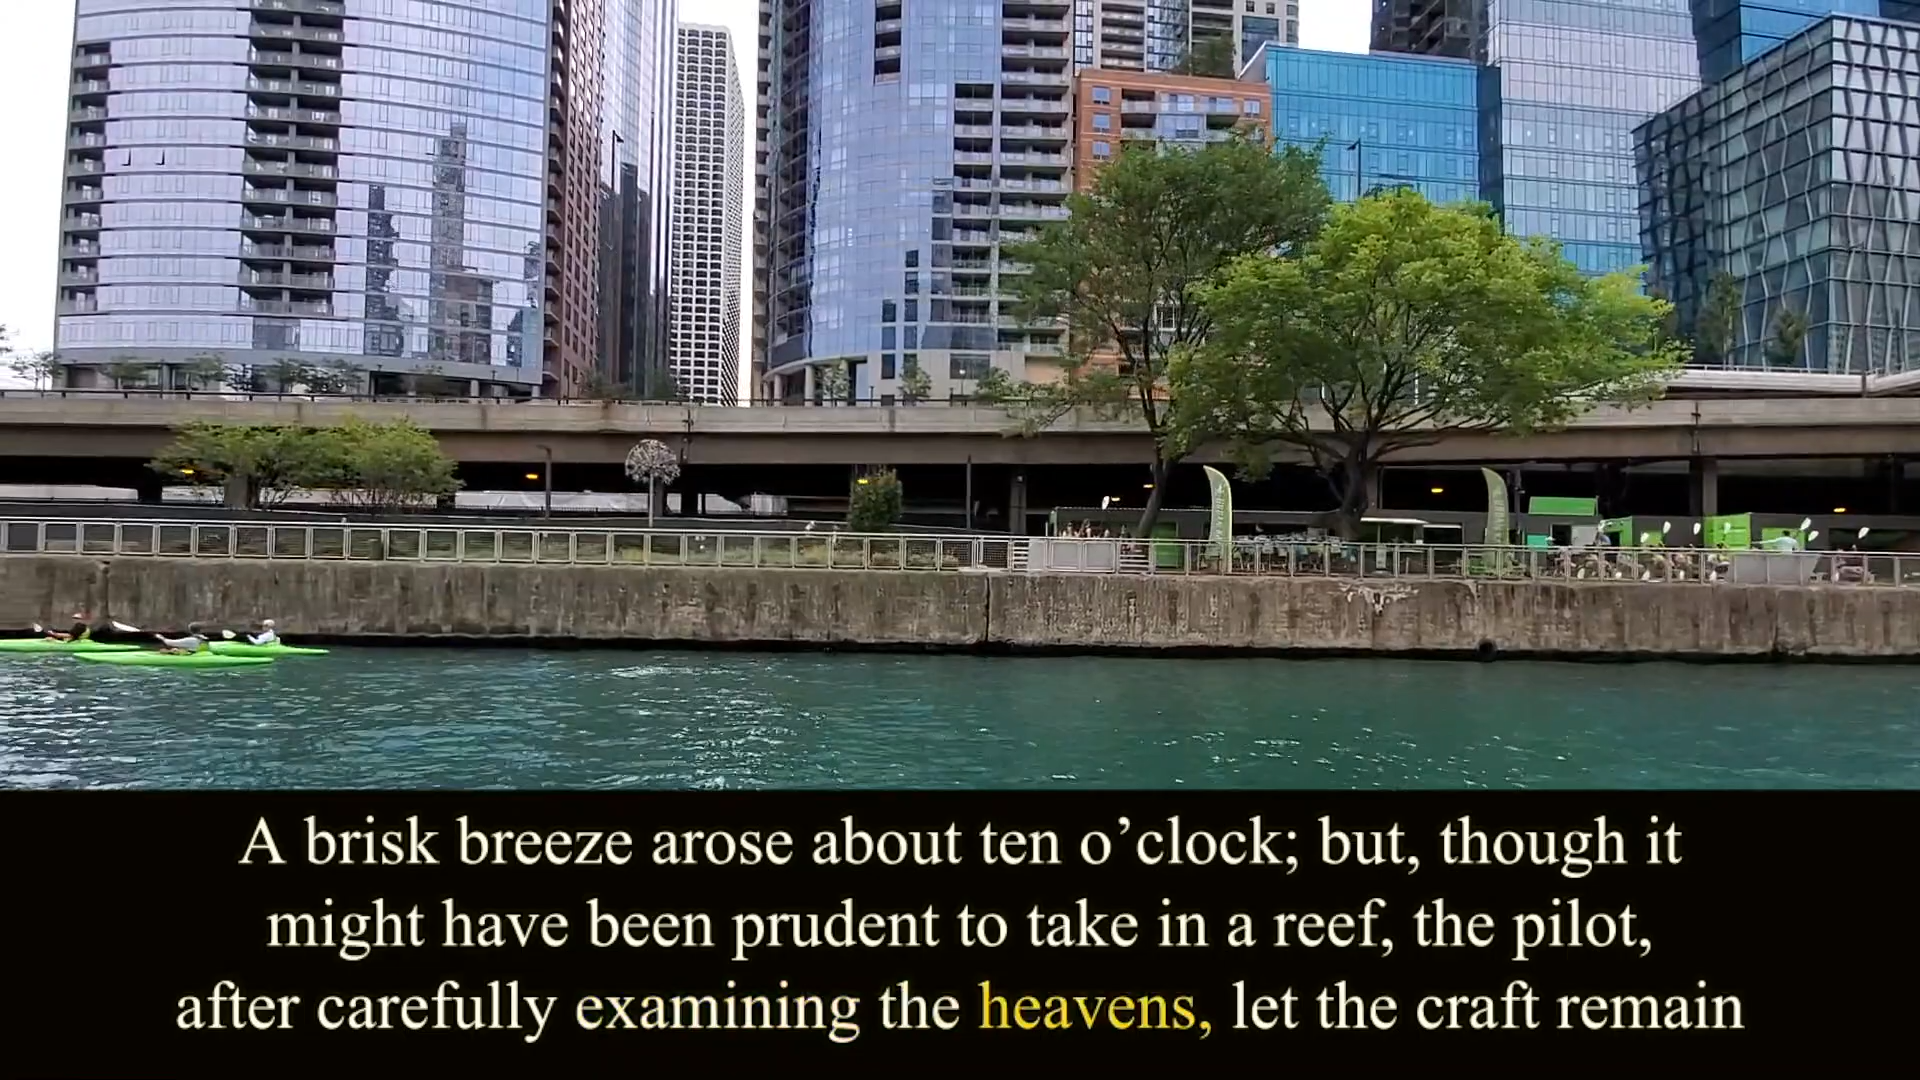 A brisk breeze arose about ten o’clock; but, though it
might have been prudent to take in a reef, the pilot,
after carefully examining the heavens, let the craft remain